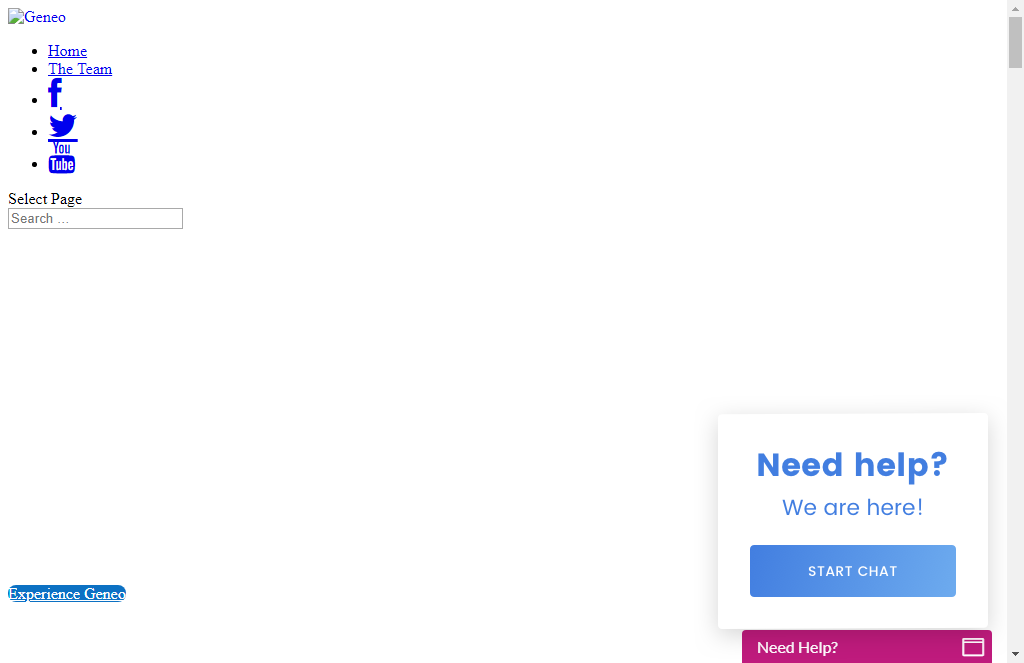 Geneo
Home
The Team
You
Tube
Select Page
Search …
Need help?
We are here!
START CHAT
Experience Geneo
Need Help?